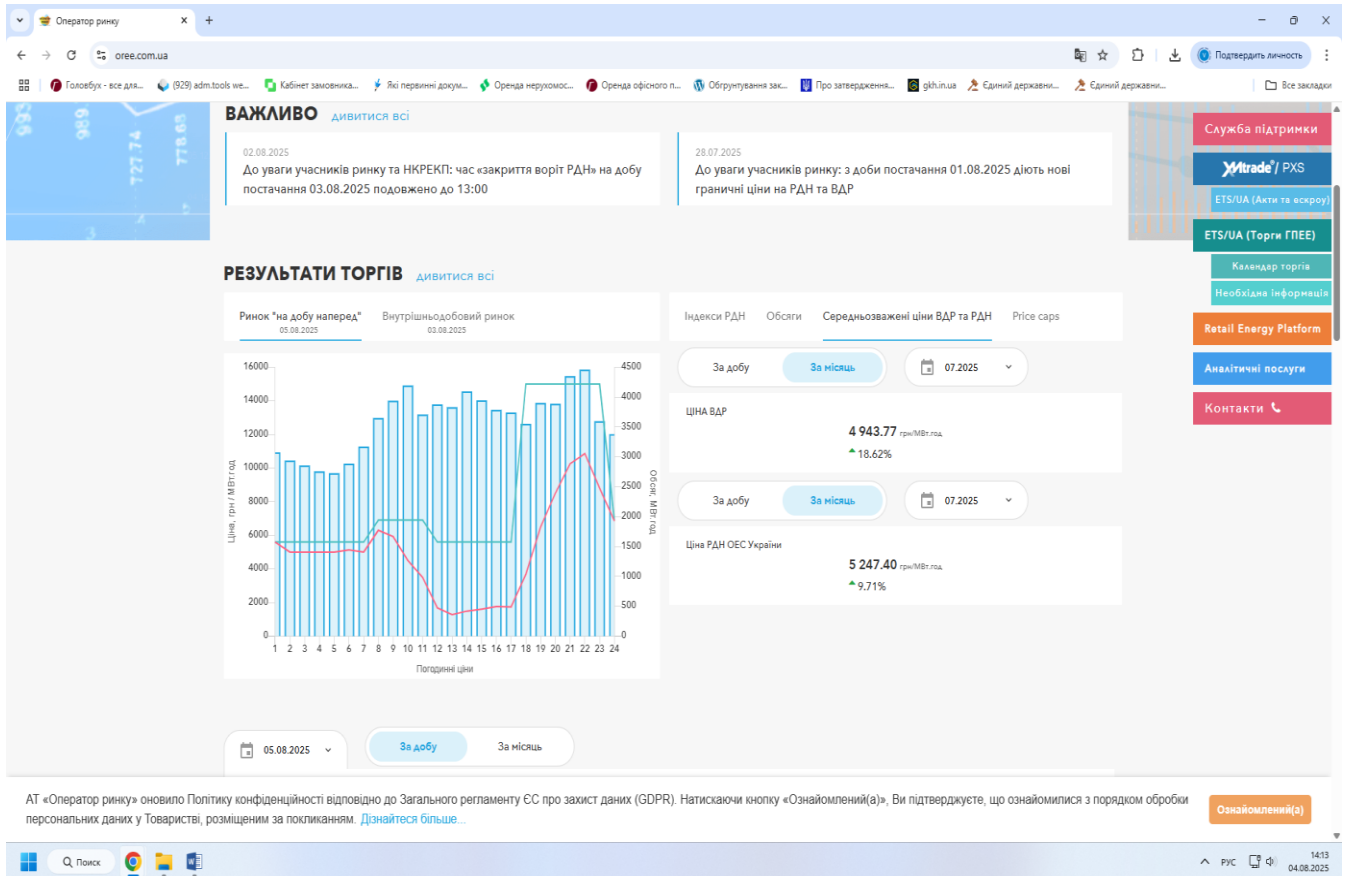 Оператор ринку
oree.com.ua
Подтвердить личность
Голевбух - все для...
(929) adm.tools we...
Кабінет замовника...
Які первинні докум...
Оренда нерухомос...
Оренда офісного п...
Обґрунтування зак...
Про затвердження...
gkh.in.ua
Єдиний державни...
Єдиний державни...
Все закладки
ВАЖЛИВО дивитися всі
02.08.2025
До уваги учасників ринку та НКРЕКП: час «закриття воріт РДН» на добу
постачання 03.08.2025 подовжено до 13:00
28.07.2025
До уваги учасників ринку: з доби постачання 01.08.2025 діють нові
граничні ціни на РДН та ВДР
993
989
727.74
778.68
3
Служба підтримки
XMtrade®/ PXS
ETS/UA (Акти та ескроу)
ETS/UA (Торги ГПЕЕ)
Календар торгів
Необхідна інформація
Retail Energy Platform
Аналітичні послуги
Контакти
РЕЗУЛЬТАТИ ТОРГІВ дивитися всі
Ринок "на добу наперед"
05.08.2025
Внутрішньодобовий ринок
03.08.2025
Індекси РДН Обсяги Середньозважені ціни ВДР та РДН Price caps
16000
14000
12000
10000
8000
6000
4000
2000
0
Ціна, грн / МВт.год
4500
4000
3500
3000
2500
2000
1500
1000
500
0
Обсяг, МВт.год
1 2 3 4 5 6 7 8 9 10 11 12 13 14 15 16 17 18 19 20 21 22 23 24
Погодинні ціни
За добу За місяць 07.2025
ЦІНА ВДР
4 943.77 грн/МВт.год
18.62%
За добу За місяць 07.2025
Ціна РДН ОЕС України
5 247.40 грн/МВт.год
9.71%
05.08.2025 За добу За місяць
АТ «Оператор ринку» оновило Політику конфіденційності відповідно до Загального регламенту ЄС про захист даних (GDPR). Натискаючи кнопку «Ознайомлений(а)», Ви підтверджуєте, що ознайомилися з порядком обробки
персональних даних у Товаристві, розміщеним за покликанням. Дізнайтеся більше...
Ознайомлений(а)
Поиск
РУС
14:13
04.08.2025